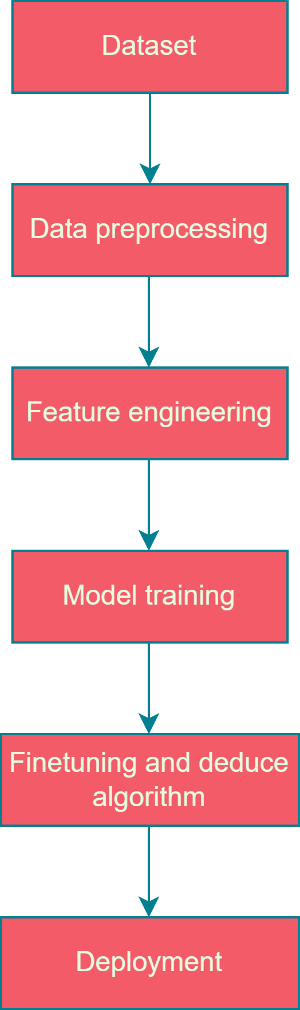 Dataset
Data preprocessing
Feature engineering
Model training
Finetuning and deduce
algorithm
Deployment